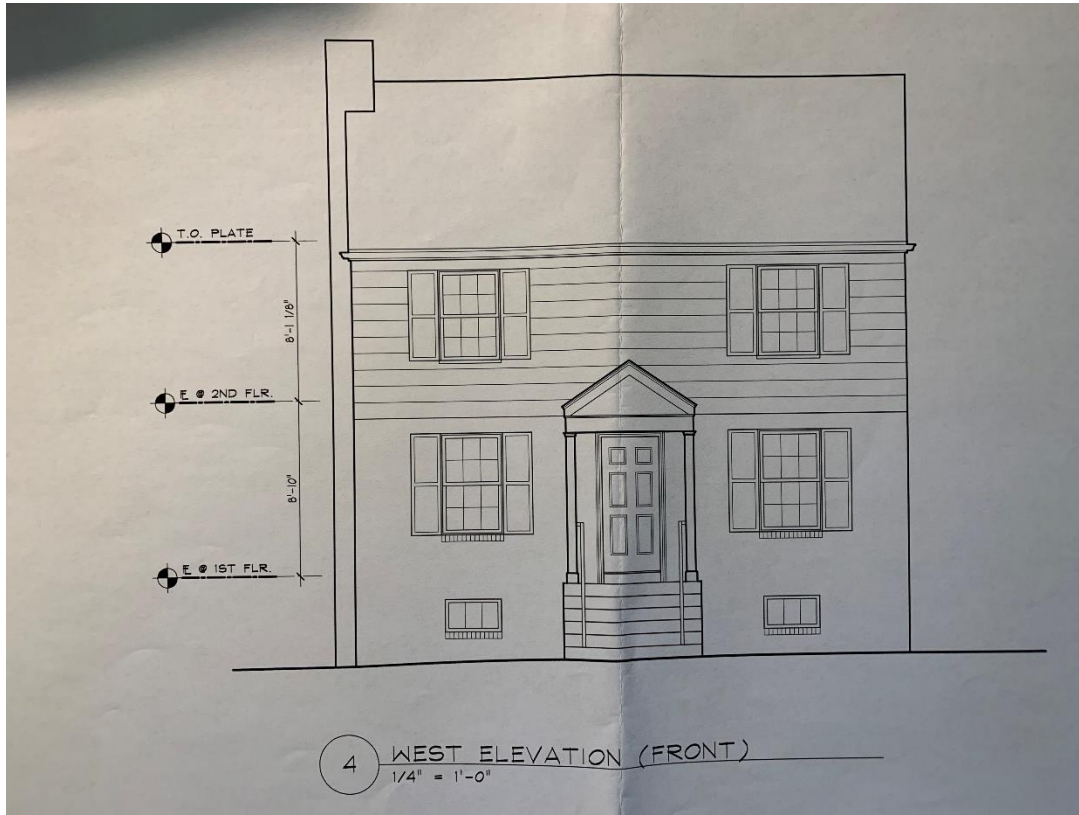 T.O. PLATE
8'-1 1/8"
E @ 2ND FLR.
8'-10"
E @ 1ST FLR.
4
WEST ELEVATION (FRONT)
1/4" = 1'-0"